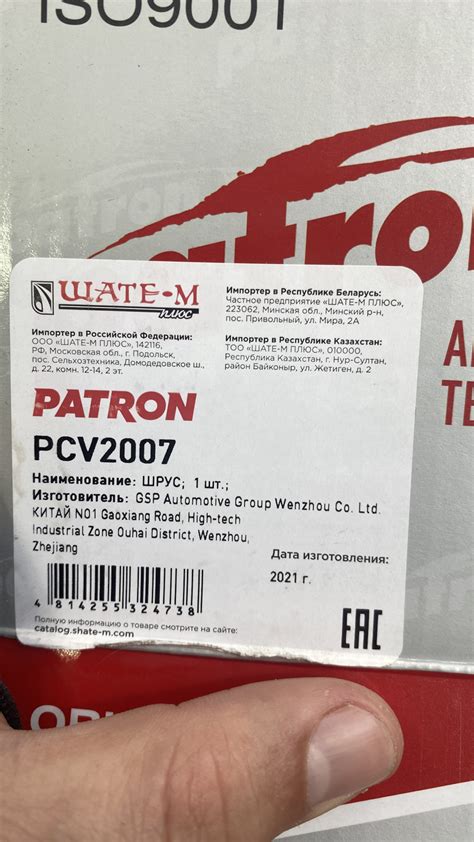 ISO9001
patron
ШАТЕ-М
ПЛЮС
Импортер в Российской Федерации:
ООО «ШАТЕ-М ПЛЮС», 142116,
РФ, Московская обл., г. Подольск,
пос. Сельхозтехника, Домодедовское ш.,
д. 22, комн. 12-14, 2 эт.
Импортер в Республике Беларусь:
Частное предприятие «ШАТЕ-М ПЛЮС»,
223062, Минская обл., Минский р-н,
пос. Привольный, ул. Мира, 2А
Импортер в Республике Казахстан:
ТОО «ШАТЕ-М ПЛЮС», 010000,
Республика Казахстан, г. Нур-Султан,
район Байконыр, ул. Жетиген, д. 2
PATRON
PCV2007
Наименование: ШРУС; 1 шт.;
Изготовитель: GSP Automotive Group Wenzhou Co. Ltd.
КИТАЙ NO1 Gaoxiang Road, High-tech
Industrial Zone Ouhai District, Wenzhou,
Zhejiang
Дата изготовления:
2021 г.
4 814255 324738
Полную информацию о товаре смотрите на сайте
catalog.shate-m.com
EAC